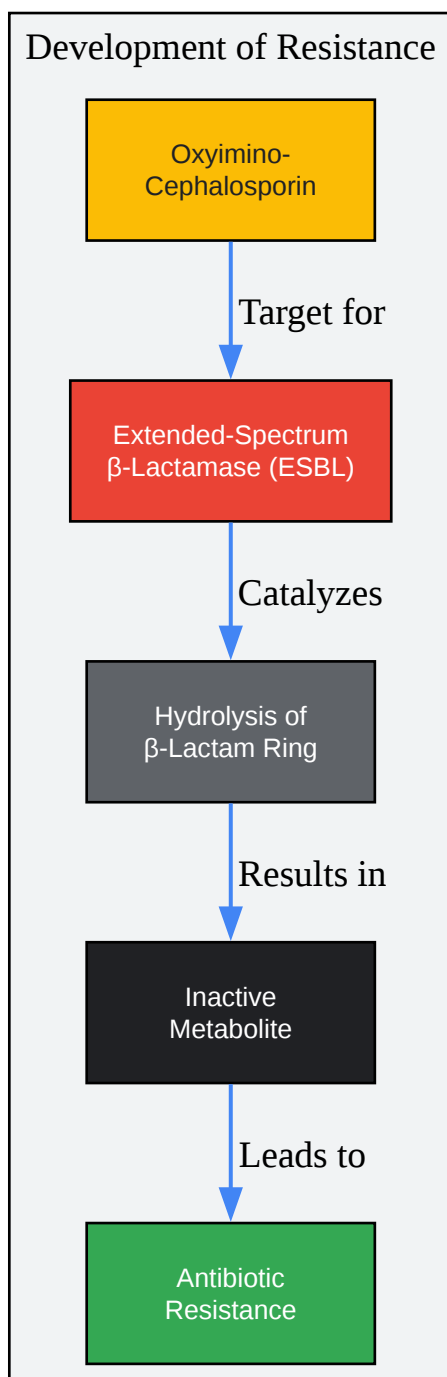 Development of Resistance
Oxyimino-
Cephalosporin
Target for
Extended-Spectrum
β-Lactamase (ESBL)
Catalyzes
Hydrolysis of
β-Lactam Ring
Results in
Inactive
Metabolite
Leads to
Antibiotic
Resistance